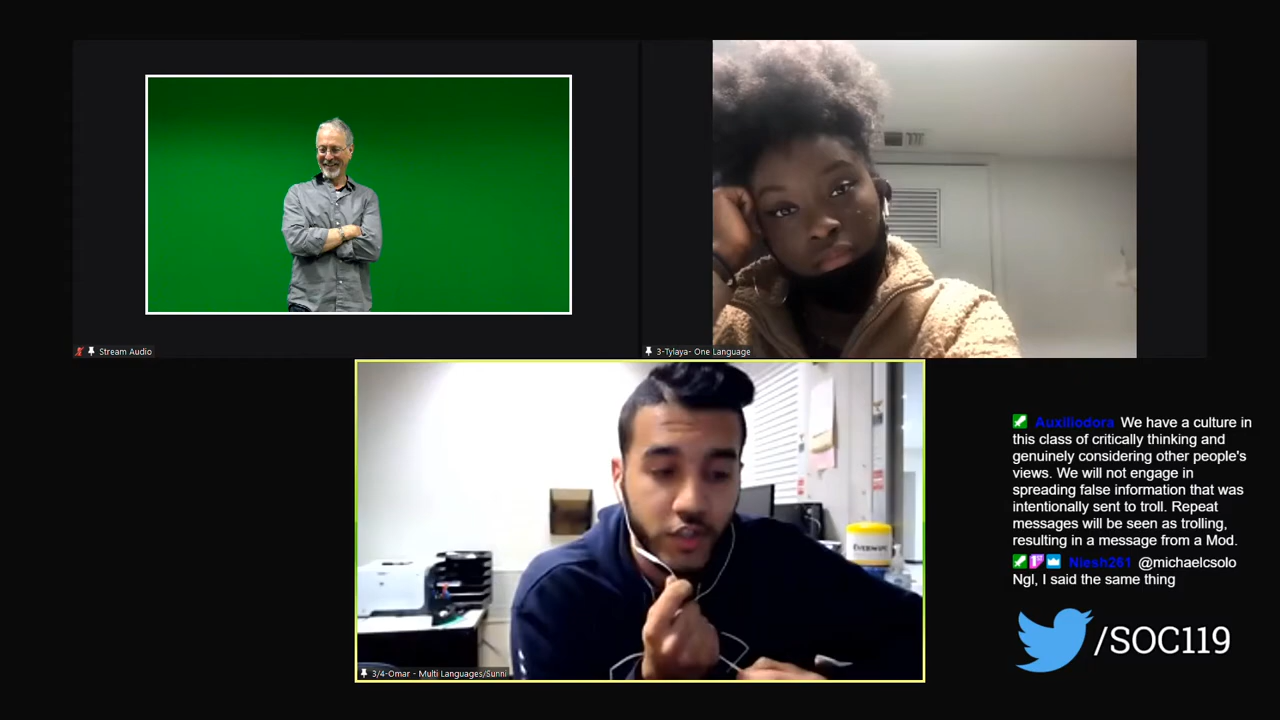 Stream Audio
3-Tylaya- One Language
Auxiliodora We have a culture in
this class of critically thinking and
genuinely considering other people's
views. We will not engage in
spreading false information that was
intentionally sent to troll. Repeat
messages will be seen as trolling,
resulting in a message from a Mod.
Niesh261 @michaelcsolo
Ngl, I said the same thing
/SOC119
EVERWIPE
3/4-Omar - Multi Languages/Sunni